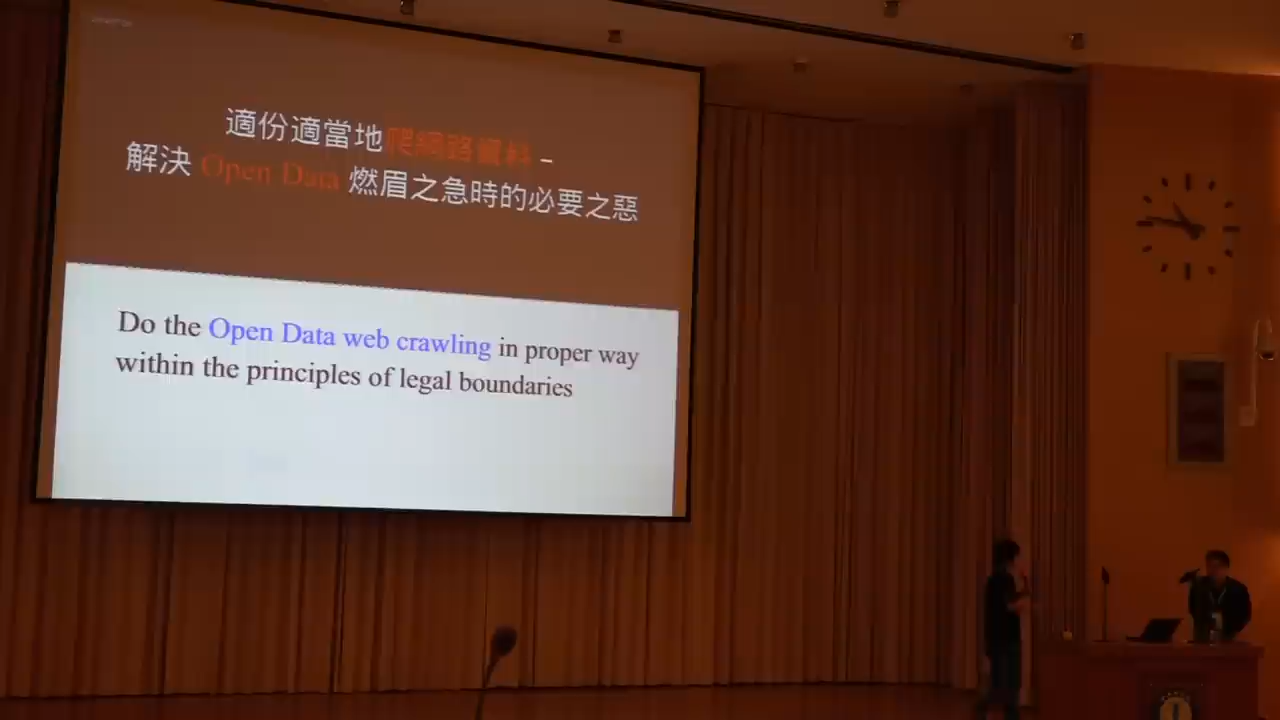 適份適當地爬網路資料 –
解決 Open Data 燃眉之急時的必要之惡
Do the Open Data web crawling in proper way
within the principles of legal boundaries